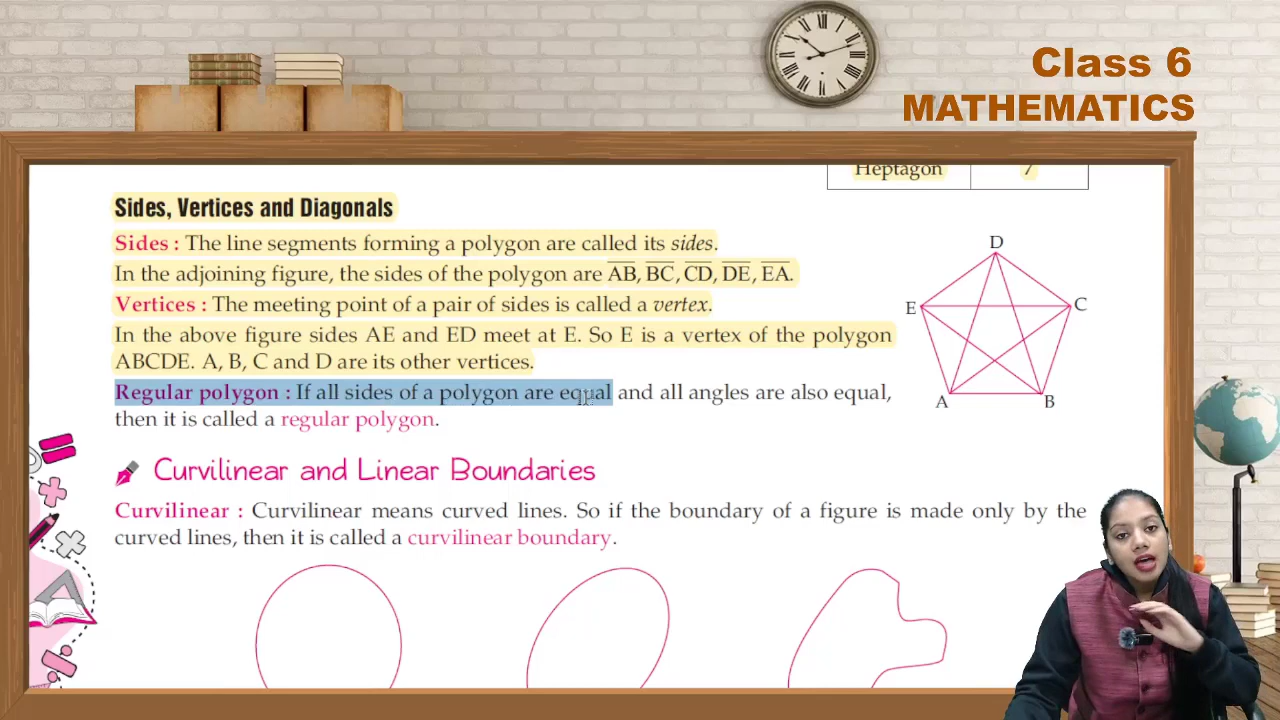 Class 6
MATHEMATICS
Heptagon 7
Sides, Vertices and Diagonals
Sides : The line segments forming a polygon are called its sides.
In the adjoining figure, the sides of the polygon are A̅B̅, B̅C̅, C̅D̅, D̅E̅, E̅A̅.
Vertices : The meeting point of a pair of sides is called a vertex.
In the above figure sides AE and ED meet at E. So E is a vertex of the polygon
ABCDE. A, B, C and D are its other vertices.
Regular polygon : If all sides of a polygon are equal and all angles are also equal,
then it is called a regular polygon.
D
E
C
A
B
Curvilinear and Linear Boundaries
Curvilinear : Curvilinear means curved lines. So if the boundary of a figure is made only by the
curved lines, then it is called a curvilinear boundary.